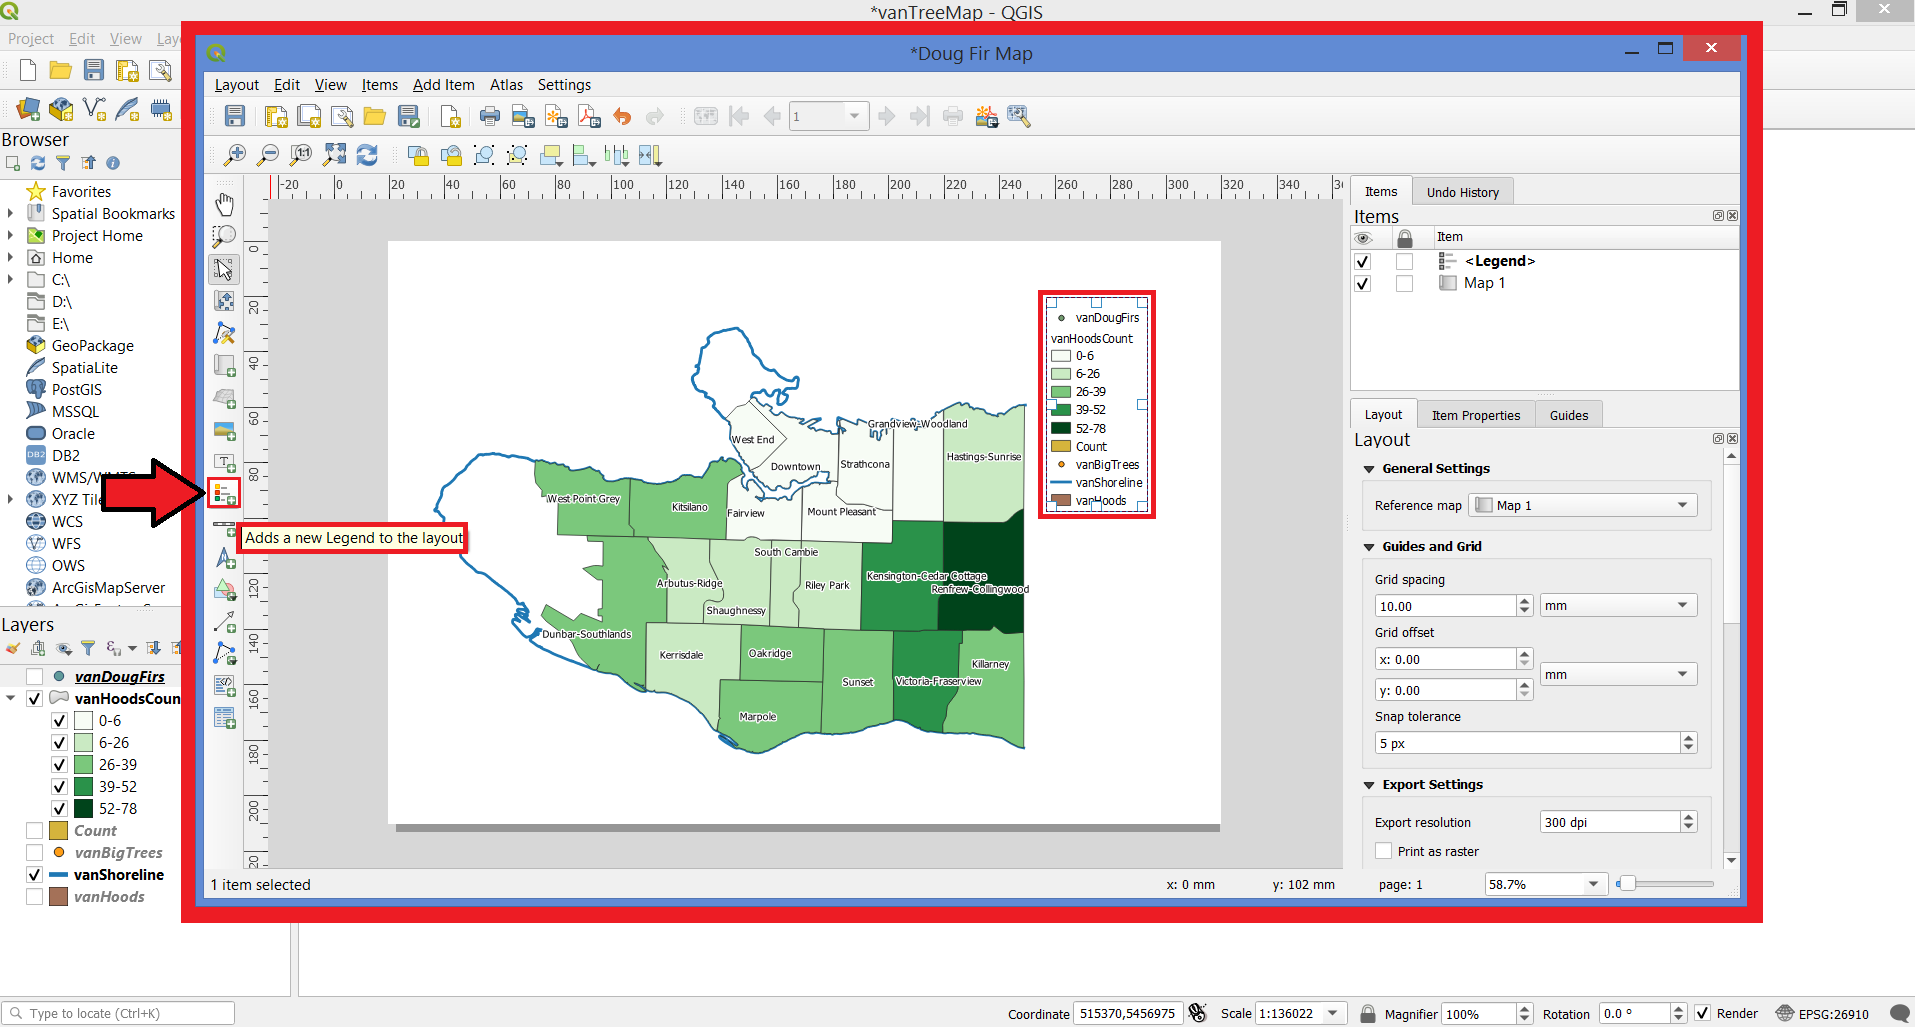 *vanTreeMap - QGIS
Project Edit View Lay
*Doug Fir Map
Layout Edit View Items Add Item Atlas Settings
1
1:1
Browser
Favorites
Spatial Bookmarks
Project Home
Home
C:\
D:\
E:\
GeoPackage
SpatiaLite
PostGIS
MSSQL
Oracle
DB2 DB2
WMS/WMTS
XYZ Tile
WCS
WFS
OWS
ArcGisMapServer
Layers
vanDougFirs
vanHoodsCoun
0-6
6-26
26-39
39-52
52-78
Count
vanBigTrees
vanShoreline
vanHoods
-20 0 20 40 60 80 100 120 140 160 180 200 220 240 260 280 300 320 340
0
20
40
60
80
120
140
160
180
200
Adds a new Legend to the layout
West End
Downtown
Strathcona
Grandview-Woodland
Hastings-Sunrise
West Point Grey
Kitsilano
Fairview
Mount Pleasant
South Cambie
Arbutus-Ridge
Shaughnessy
Riley Park
Kensington-Cedar Cottage
Renfrew-Collingwood
Dunbar-Southlands
Kerrisdale
Oakridge
Killarney
Sunset
Victoria-Fraserview
Marpole
vanDougFirs
vanHoodsCount
0-6
6-26
26-39
39-52
52-78
Count
vanBigTrees
vanShoreline
vanHoods
Items Undo History
Items
Item
<Legend>
Map 1
Layout Item Properties Guides
Layout
General Settings
Reference map Map 1
Guides and Grid
Grid spacing
10.00 mm
Grid offset
x: 0.00
mm
y: 0.00
Snap tolerance
5 px
Export Settings
Export resolution 300 dpi
Print as raster
1 item selected x: 0 mm y: 102 mm page: 1 58.7%
Type to locate (Ctrl+K) Coordinate 515370,5456975 Scale 1:136022 Magnifier 100% Rotation 0.0 ° Render EPSG:26910